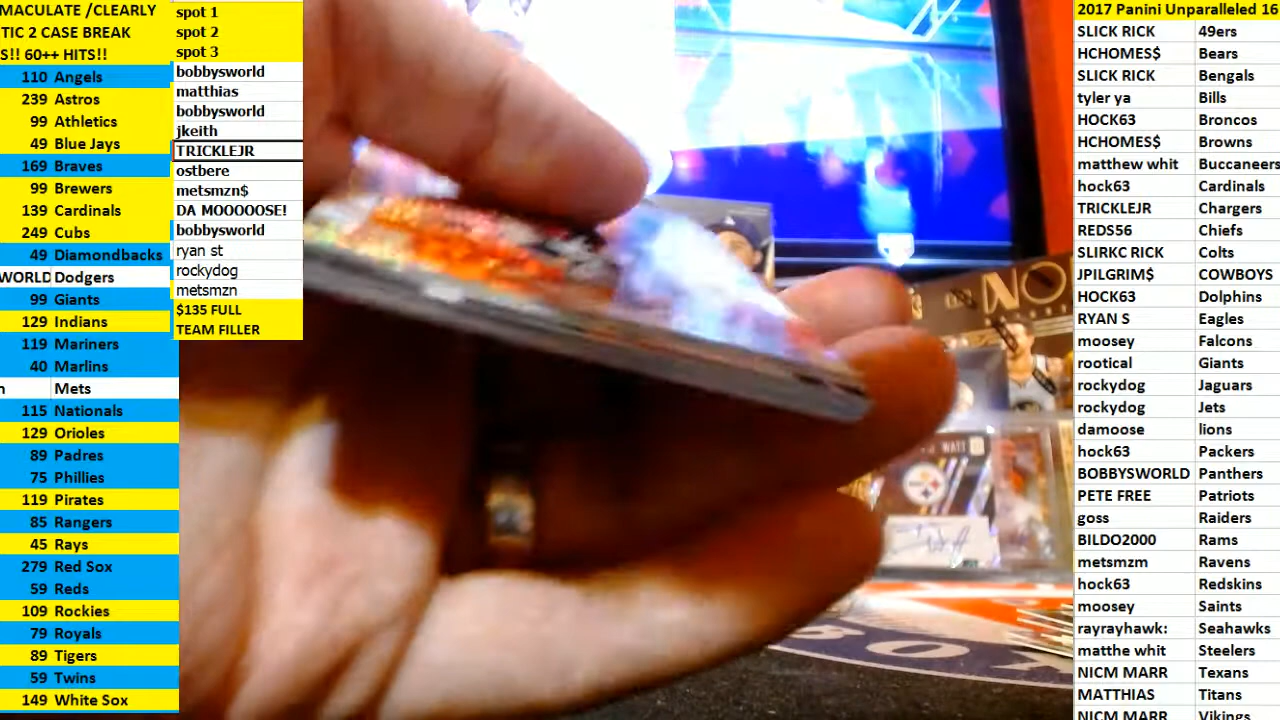 MACULATE /CLEARLY
TIC 2 CASE BREAK
S!! 60++ HITS!!
110 Angels
239 Astros
99 Athletics
49 Blue Jays
169 Braves
99 Brewers
139 Cardinals
249 Cubs
49 Diamondbacks
WORLD Dodgers
99 Giants
129 Indians
119 Mariners
40 Marlins
n Mets
115 Nationals
129 Orioles
89 Padres
75 Phillies
119 Pirates
85 Rangers
45 Rays
279 Red Sox
59 Reds
109 Rockies
79 Royals
89 Tigers
59 Twins
149 White Sox
spot 1
spot 2
spot 3
bobbysworld
matthias
bobbysworld
jkeith
TRICKLEJR
ostbere
metsmzn$
DA MOOOOOSE!
bobbysworld
ryan st
rockydog
metsmzn
$135 FULL
TEAM FILLER
NO
WATT
2017 Panini Unparalleled 16
SLICK RICK 49ers
HCHOMES$ Bears
SLICK RICK Bengals
tyler ya Bills
HOCK63 Broncos
HCHOMES$ Browns
matthew whit Buccaneers
hock63 Cardinals
TRICKLEJR Chargers
REDS56 Chiefs
SLIRKC RICK Colts
JPILGRIM$ COWBOYS
HOCK63 Dolphins
RYAN S Eagles
moosey Falcons
rootical Giants
rockydog Jaguars
rockydog Jets
damoose lions
hock63 Packers
BOBBYSWORLD Panthers
PETE FREE Patriots
goss Raiders
BILDO2000 Rams
metsmzm Ravens
hock63 Redskins
moosey Saints
rayrayhawk: Seahawks
matthe whit Steelers
NICM MARR Texans
MATTHIAS Titans
NICM MARR Vikings